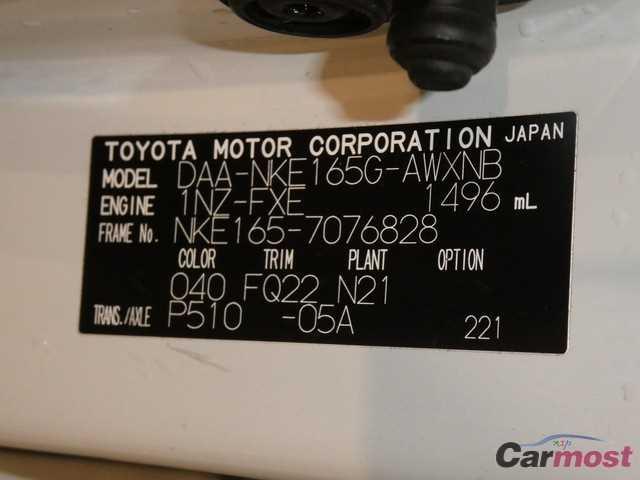 TOYOTA MOTOR CORPORATION JAPAN
MODEL DAA-NKE165G-AWXNB
ENGINE 1NZ-FXE 1496 mL
FRAME No. NKE165-7076828
COLOR TRIM PLANT OPTION
040 FQ22 N21
TRANS./AXLE P510 -05A 221
Carmost